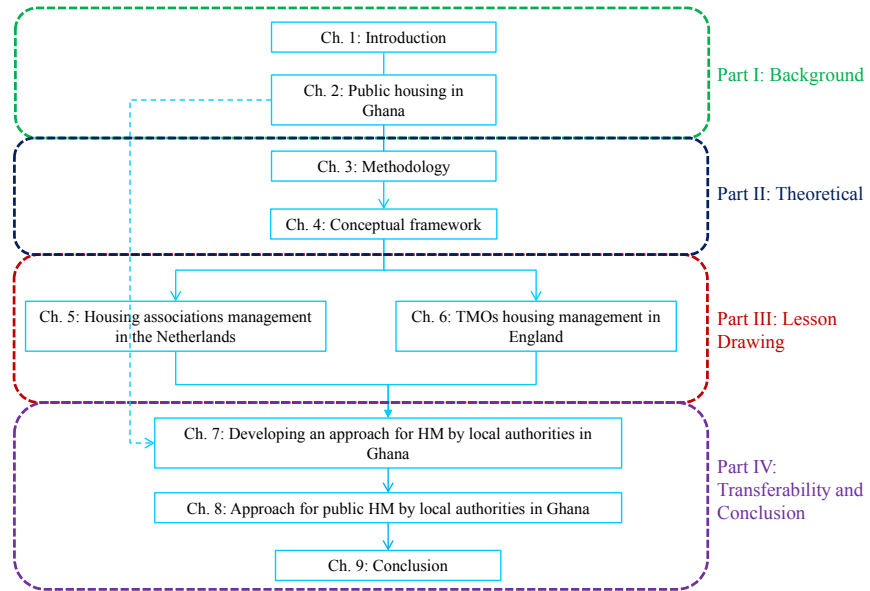 Ch. 1: Introduction
Ch. 2: Public housing in
Ghana
Part I: Background
Ch. 3: Methodology
Ch. 4: Conceptual framework
Part II: Theoretical
Ch. 5: Housing associations management
in the Netherlands
Ch. 6: TMOs housing management in
England
Part III: Lesson
Drawing
Ch. 7: Developing an approach for HM by local authorities in
Ghana
Ch. 8: Approach for public HM by local authorities in Ghana
Ch. 9: Conclusion
Part IV:
Transferability and
Conclusion